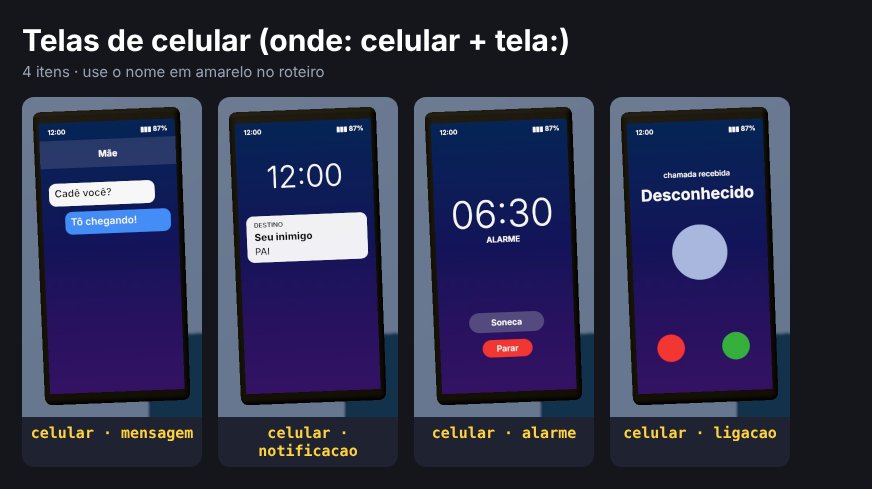 Telas de celular (onde: celular + tela:)
4 itens · use o nome em amarelo no roteiro
12:00 87%
Mãe
Cadê você?
Tô chegando!
celular · mensagem
12:00 87%
12:00
DESTINO
Seu inimigo
PAI
celular ·
notificacao
12:00 87%
06:30
ALARME
Soneca
Parar
celular · alarme
12:00 87%
chamada recebida
Desconhecido
celular · ligacao